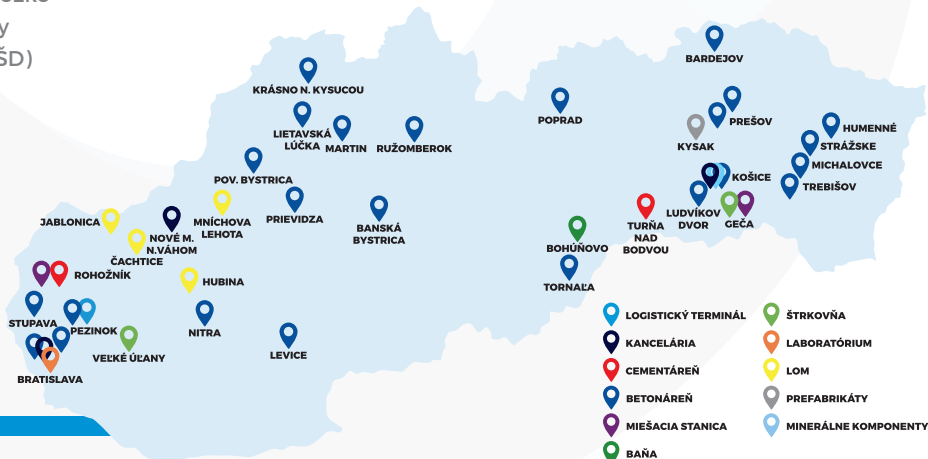 y
ŠD)
BARDEJOV
KRÁSNO N. KYSUCOU
POPRAD
PREŠOV
LIETAVSKÁ
LÚČKA
MARTIN
RUŽOMBEROK
KYSAK
HUMENNÉ
STRÁŽSKE
MICHALOVCE
POV. BYSTRICA
KOŠICE
TREBIŠOV
PRIEVIDZA
BANSKÁ
BYSTRICA
JABLONICA
MNÍCHOVA
LEHOTA
NOVÉ M.
N.VÁHOM
ČACHTICE
LUDVÍKOV
DVOR
GEČA
TURŇA
NAD
BODVOU
BOHÚŇOVO
ROHOŽNÍK
HUBINA
TORNAĽA
STUPAVA
PEZINOK
NITRA
VEĽKÉ ÚĽANY
LEVICE
BRATISLAVA
LOGISTICKÝ TERMINÁL
KANCELÁRIA
CEMENTÁREŇ
BETONÁREŇ
MIEŠACIA STANICA
BAŇA
ŠTRKOVŇA
LABORATÓRIUM
LOM
PREFABRIKÁTY
MINERÁLNE KOMPONENTY